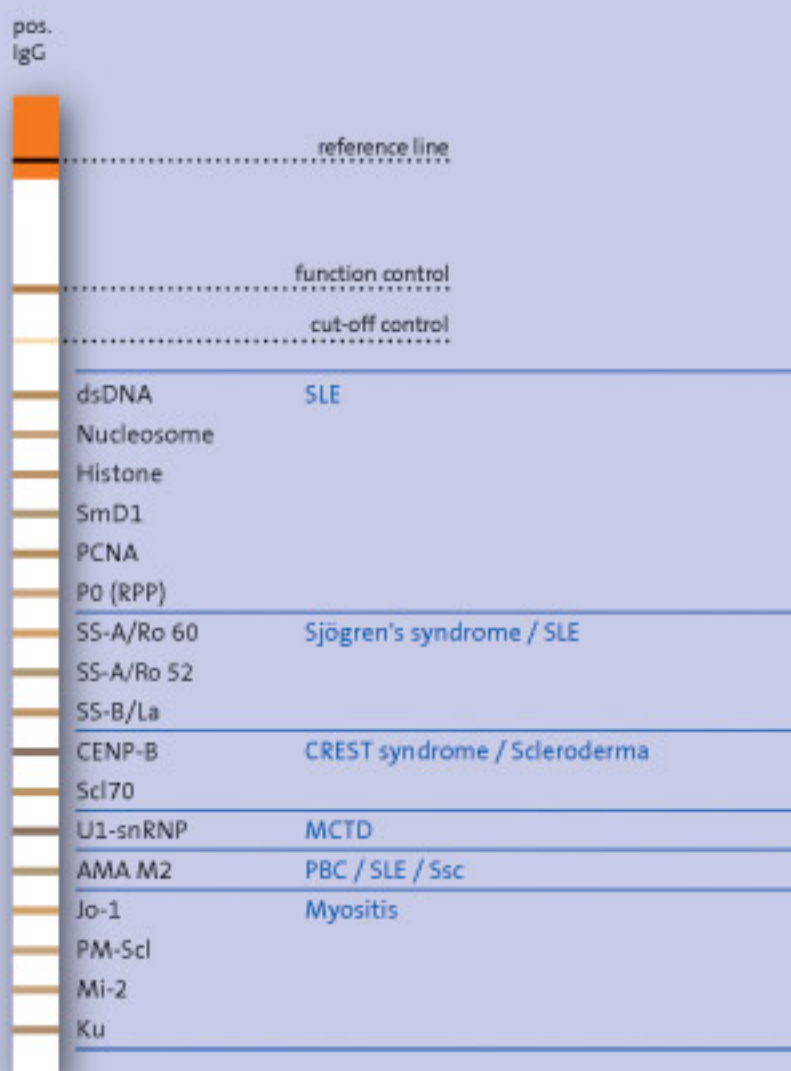 pos.
IgG
reference line
function control
cut-off control
dsDNA SLE
Nucleosome
Histone
SmD1
PCNA
P0 (RPP)
SS-A/Ro 60 Sjögren's syndrome / SLE
SS-A/Ro 52
SS-B/La
CENP-B CREST syndrome / Scleroderma
Scl70
U1-snRNP MCTD
AMA M2 PBC / SLE / Ssc
Jo-1 Myositis
PM-Scl
Mi-2
Ku